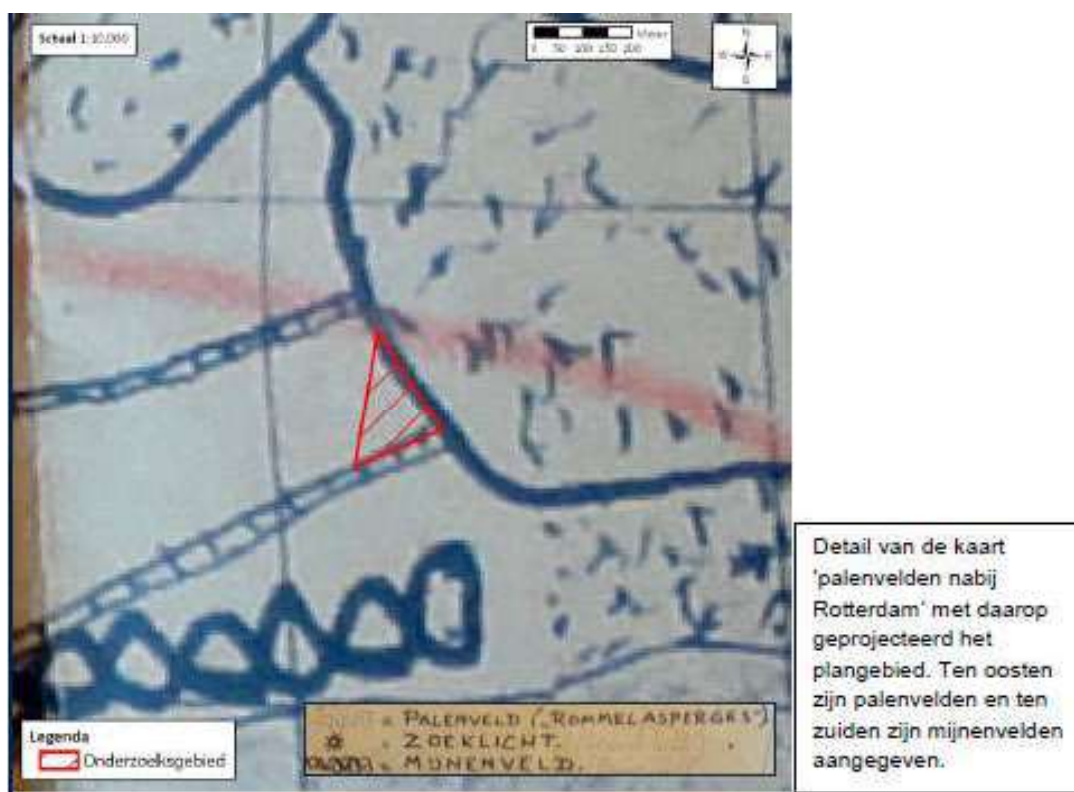 Schaal 1:10.000
Meter
0 50 100 150 200
N
W E
S
= PALENVELD („ROMMELASPERGES")
= ZOEKLICHT.
= MIJNENVELD.
Legenda
Onderzoeksgebied
Detail van de kaart
'palenvelden nabij
Rotterdam' met daarop
geprojecteerd het
plangebied. Ten oosten
zijn palenvelden en ten
zuiden zijn mijnenvelden
aangegeven.